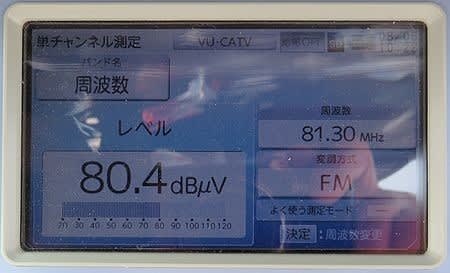 単チャンネル測定 VU-CATV
バンド名
周波数
レベル
80.4 dBμV
20 30 40 50 60 70 80 90 100 110 120
周波数
81.30 MHz
変調方式
FM
よく使う測定モード
決定 :周波数変更